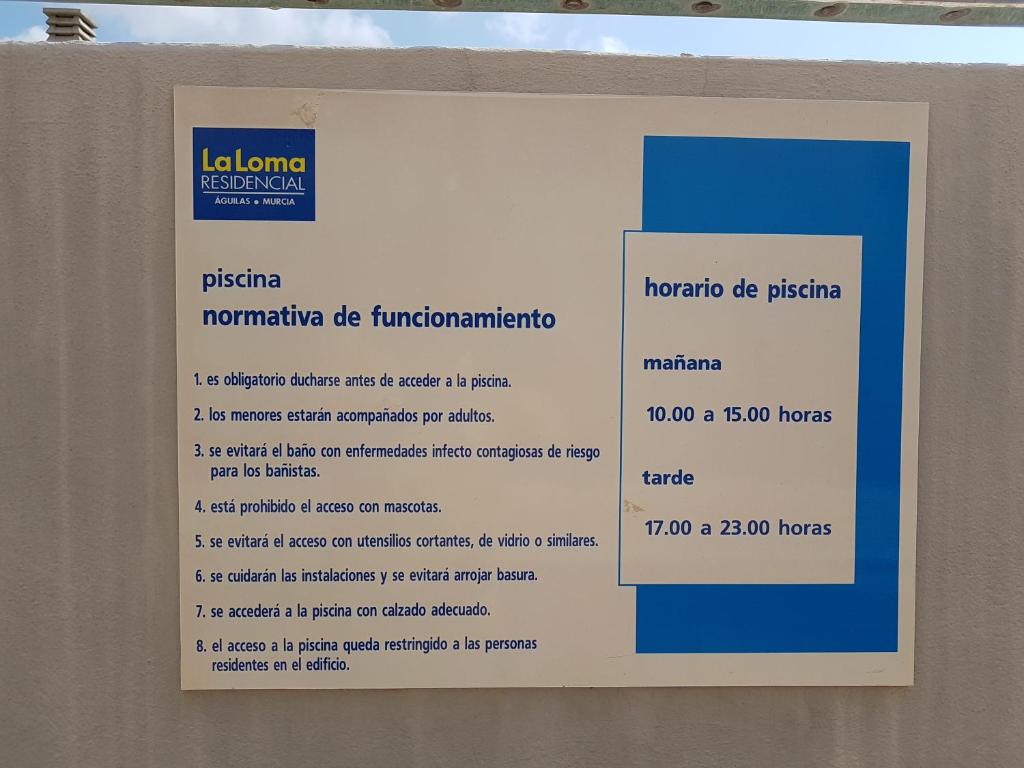 LaLoma
RESIDENCIAL
ÁGUILAS • MURCIA
piscina
normativa de funcionamiento
1. es obligatorio ducharse antes de acceder a la piscina.
2. los menores estarán acompañados por adultos.
3. se evitará el baño con enfermedades infecto contagiosas de riesgo
para los bañistas.
4. está prohibido el acceso con mascotas.
5. se evitará el acceso con utensilios cortantes, de vidrio o similares.
6. se cuidarán las instalaciones y se evitará arrojar basura.
7. se accederá a la piscina con calzado adecuado.
8. el acceso a la piscina queda restringido a las personas
residentes en el edificio.
horario de piscina
mañana
10.00 a 15.00 horas
tarde
17.00 a 23.00 horas